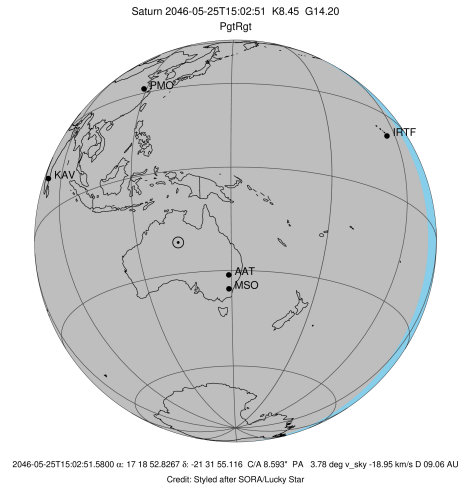 Saturn 2046-05-25T15:02:51 K8.45 G14.20
PgtRgt
PMO
IRTF
KAV
AAT
MSO
2046-05-25T15:02:51.5800 α: 17 18 52.8267 δ: -21 31 55.116 C/A 8.593" PA 3.78 deg v_sky -18.95 km/s D 09.06 AU
Credit: Styled after SORA/Lucky Star